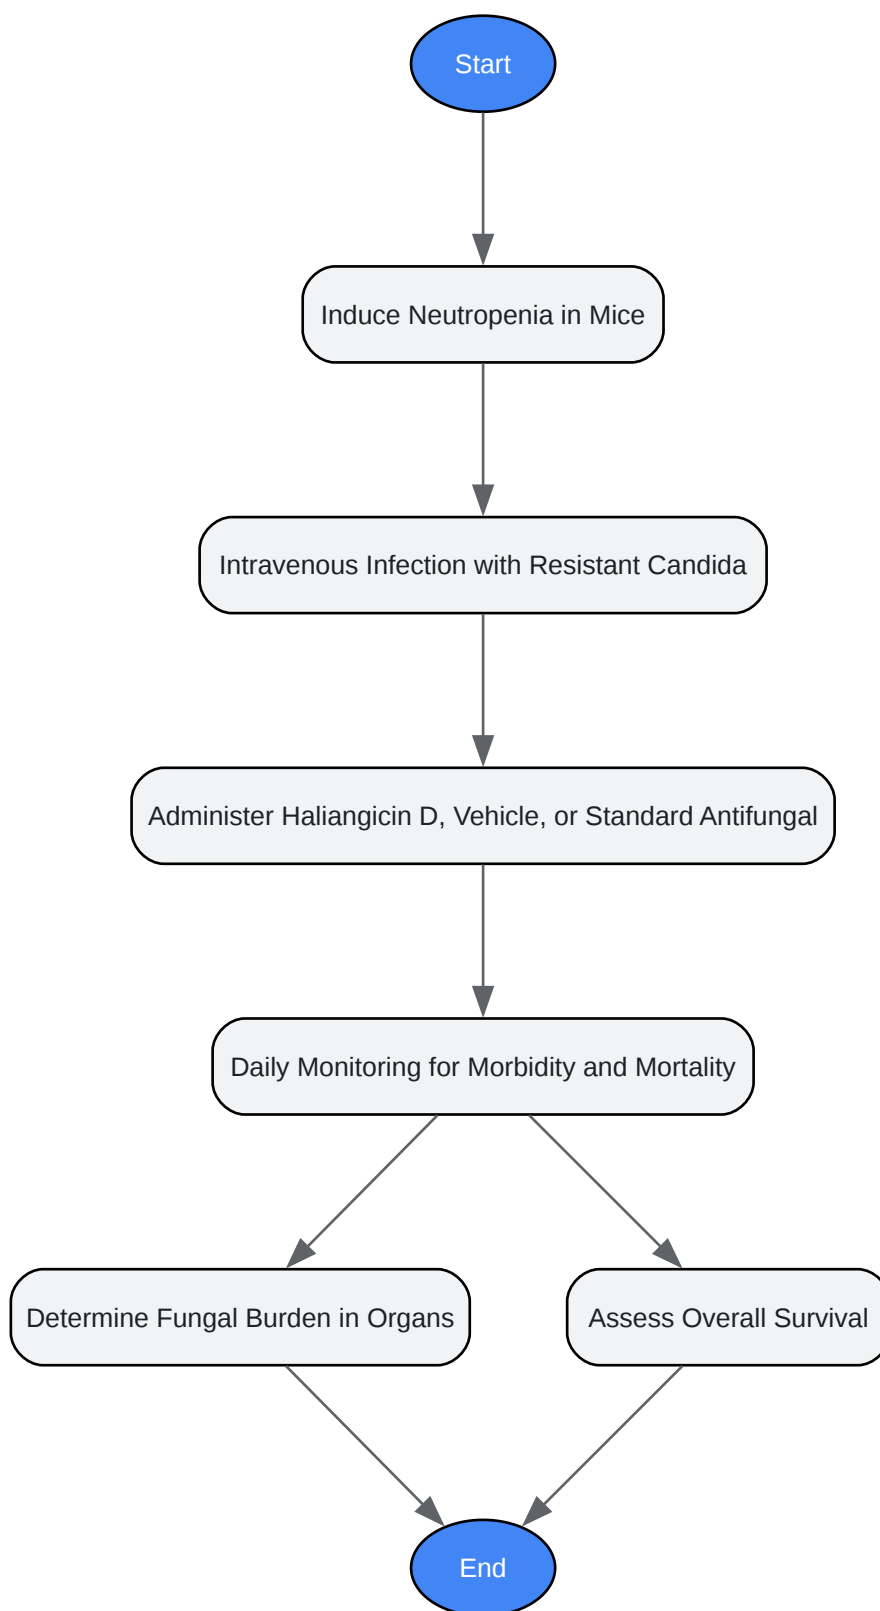 Start
Induce Neutropenia in Mice
Intravenous Infection with Resistant Candida
Administer Haliangicin D, Vehicle, or Standard Antifungal
Daily Monitoring for Morbidity and Mortality
Determine Fungal Burden in Organs
Assess Overall Survival
End